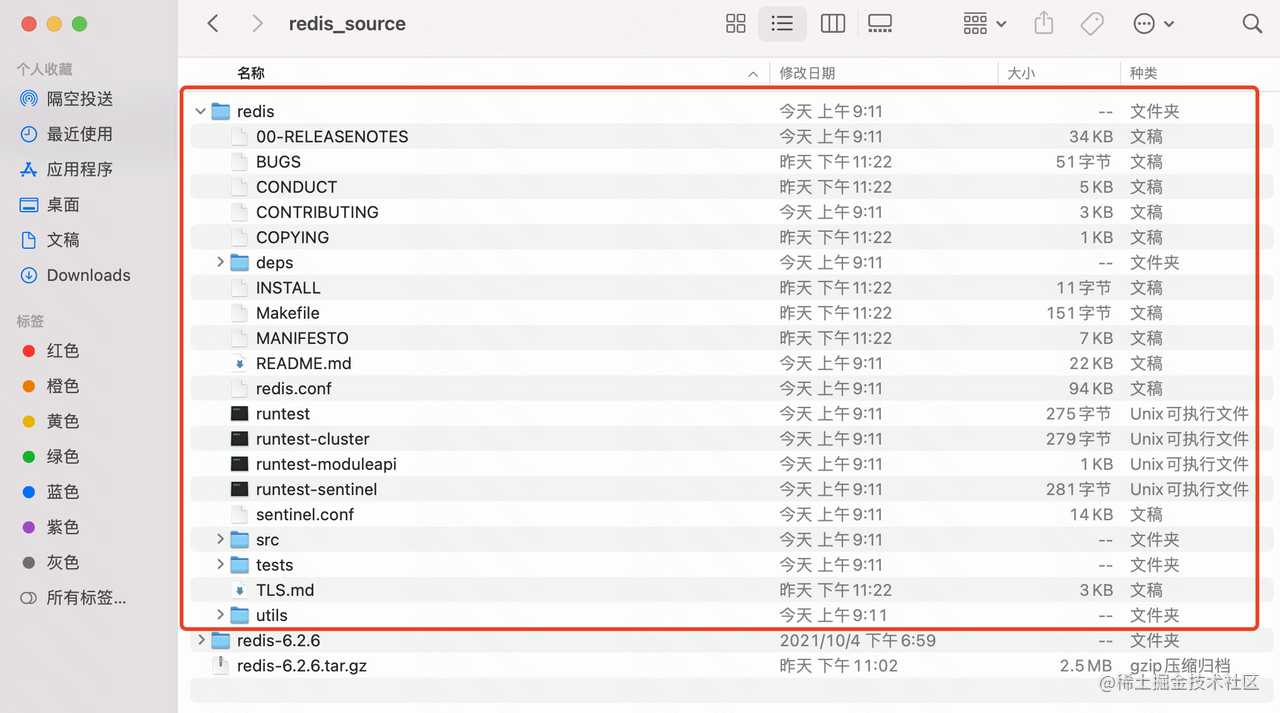 redis_source
个人收藏
隔空投送
最近使用
应用程序
桌面
文稿
Downloads
标签
红色
橙色
黄色
绿色
蓝色
紫色
灰色
所有标签...
名称 修改日期 大小 种类
redis 今天 上午9:11 -- 文件夹
00-RELEASENOTES 今天 上午9:11 34 KB 文稿
BUGS 昨天 下午11:22 51字节 文稿
CONDUCT 昨天 下午11:22 5 KB 文稿
CONTRIBUTING 今天 上午9:11 3 KB 文稿
COPYING 昨天 下午11:22 1 KB 文稿
deps 今天 上午9:11 -- 文件夹
INSTALL 昨天 下午11:22 11字节 文稿
Makefile 昨天 下午11:22 151字节 文稿
MANIFESTO 昨天 下午11:22 7 KB 文稿
README.md 今天 上午9:11 22 KB 文稿
redis.conf 今天 上午9:11 94 KB 文稿
runtest 今天 上午9:11 275字节 Unix可执行文件
runtest-cluster 今天 上午9:11 279字节 Unix可执行文件
runtest-moduleapi 今天 上午9:11 1 KB Unix可执行文件
runtest-sentinel 今天 上午9:11 281字节 Unix可执行文件
sentinel.conf 今天 上午9:11 14 KB 文稿
src 今天 上午9:11 -- 文件夹
tests 今天 上午9:11 -- 文件夹
TLS.md 昨天 下午11:22 3 KB 文稿
utils 今天 上午9:11 -- 文件夹
redis-6.2.6 2021/10/4 下午6:59 -- 文件夹
redis-6.2.6.tar.gz 昨天 下午11:02 2.5 MB gzip压缩归档
@稀土掘金技术社区